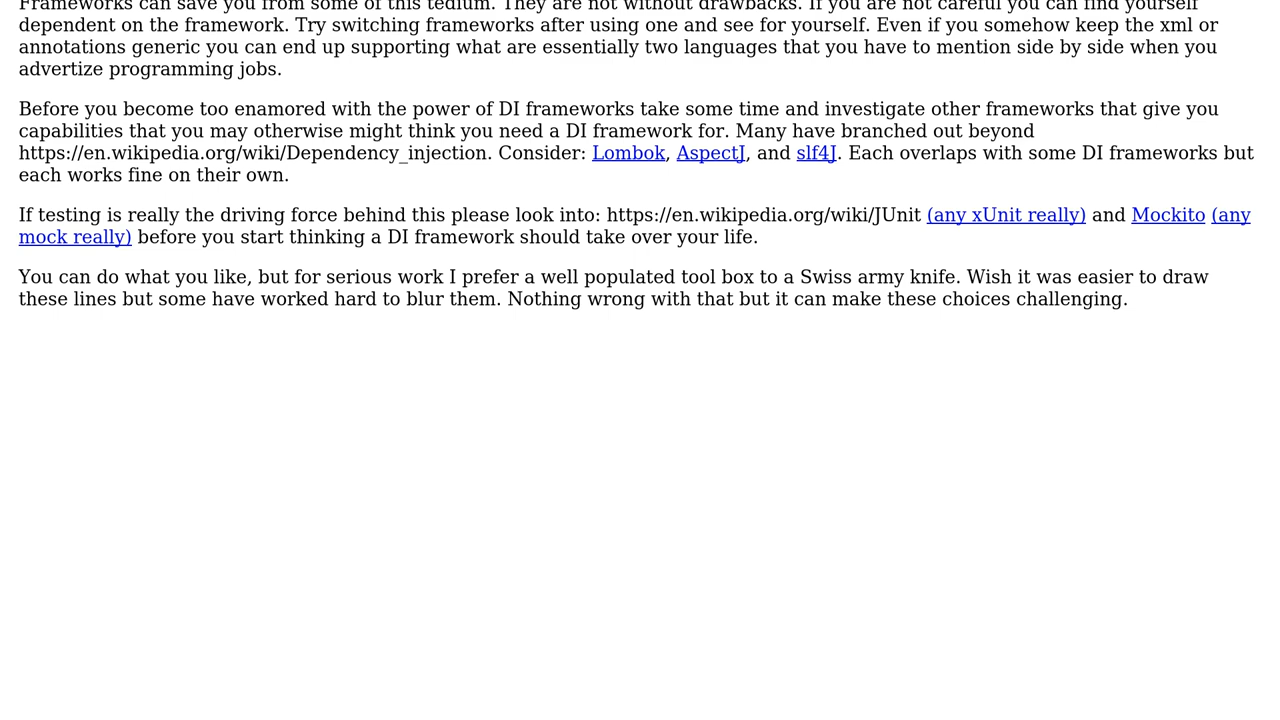 Frameworks can save you from some of this tedium. They are not without drawbacks. If you are not careful you can find yourself
dependent on the framework. Try switching frameworks after using one and see for yourself. Even if you somehow keep the xml or
annotations generic you can end up supporting what are essentially two languages that you have to mention side by side when you
advertize programming jobs.
Before you become too enamored with the power of DI frameworks take some time and investigate other frameworks that give you
capabilities that you may otherwise might think you need a DI framework for. Many have branched out beyond
https://en.wikipedia.org/wiki/Dependency_injection. Consider: Lombok, AspectJ, and slf4J. Each overlaps with some DI frameworks but
each works fine on their own.
If testing is really the driving force behind this please look into: https://en.wikipedia.org/wiki/JUnit (any xUnit really) and Mockito (any
mock really) before you start thinking a DI framework should take over your life.
You can do what you like, but for serious work I prefer a well populated tool box to a Swiss army knife. Wish it was easier to draw
these lines but some have worked hard to blur them. Nothing wrong with that but it can make these choices challenging.